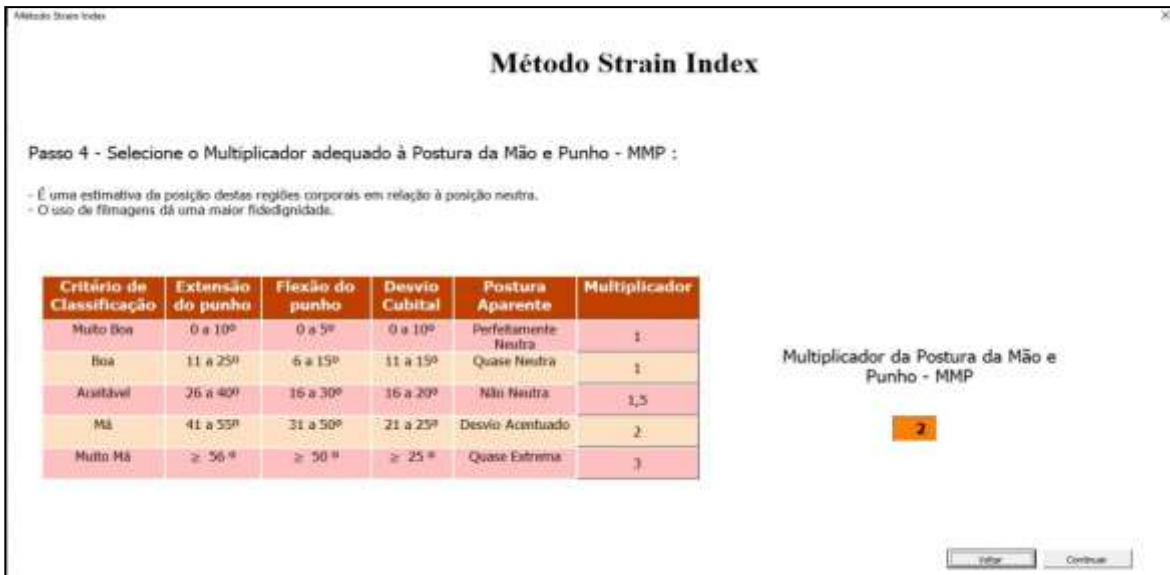 Método Strain Index
Método Strain Index
Passo 4 - Selecione o Multiplicador adequado à Postura da Mão e Punho - MMP :
- É uma estimativa da posição destas regiões corporais em relação à posição neutra.
- O uso de filmagens dá uma maior fidedignidade.
Critério de Classificação Extensão do punho Flexão do punho Desvio Cubital Postura Aparente Multiplicador
Muito Boa 0 a 10º 0 a 5º 0 a 10º Perfeitamente Neutra 1
Boa 11 a 25º 6 a 15º 11 a 15º Quase Neutra 1
Aceitável 26 a 40º 16 a 30º 16 a 20º Não Neutra 1,5
Má 41 a 55º 31 a 50º 21 a 25º Desvio Acentuado 2
Muito Má ≥ 56 º ≥ 50 º ≥ 25 º Quase Extrema 3
Multiplicador da Postura da Mão e
Punho - MMP
2
Voltar Continuar